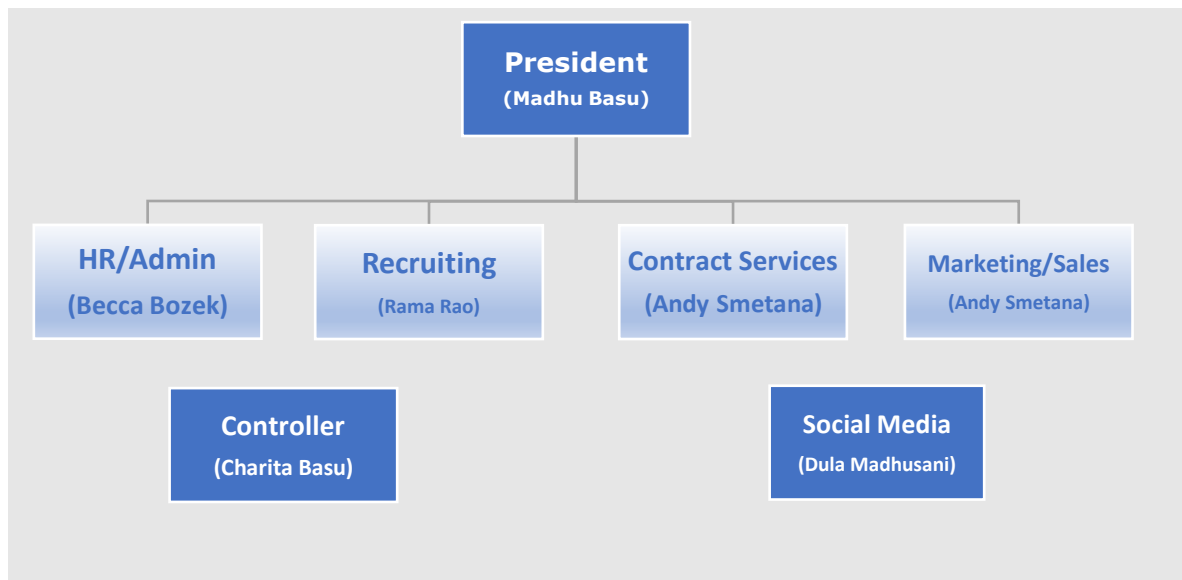 President
(Madhu Basu)
HR/Admin
(Becca Bozek)
Recruiting
(Rama Rao)
Contract Services
(Andy Smetana)
Marketing/Sales
(Andy Smetana)
Controller
(Charita Basu)
Social Media
(Dula Madhusani)